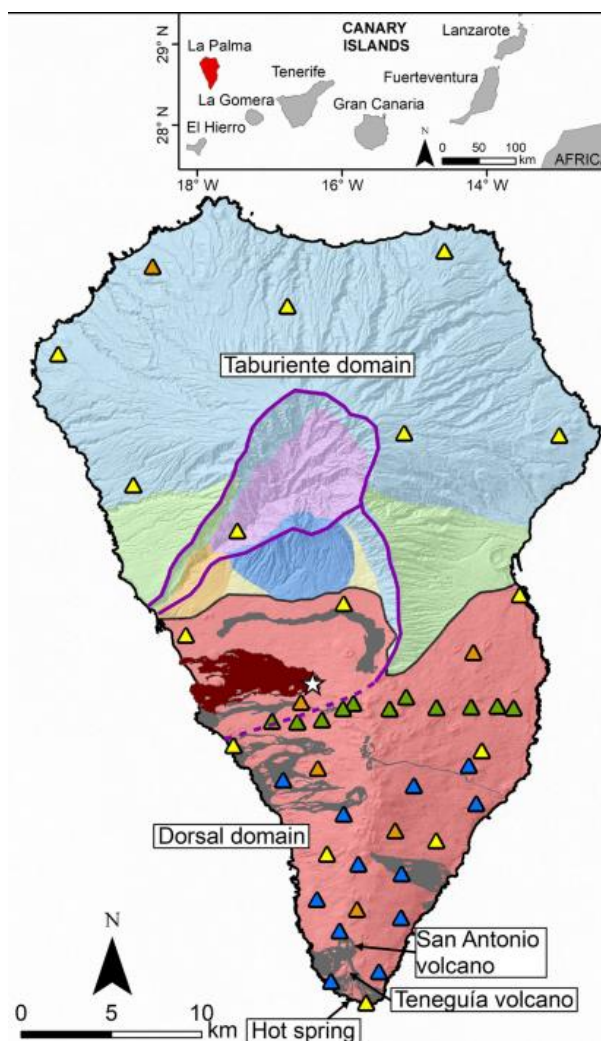 CANARY
ISLANDS
Lanzarote
La Palma
Tenerife
Fuerteventura
La Gomera
Gran Canaria
El Hierro
N
0 50 100
km
AFRIC
29° N
28° N
18° W
16° W
14° W
Taburiente domain
Dorsal domain
N
San Antonio
volcano
Teneguía volcano
Hot spring
0 5 10
km